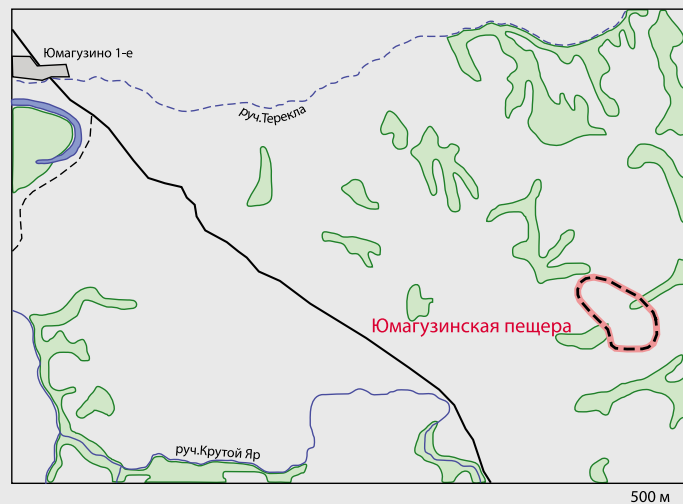 Юмагузино 1-е
руч.Терекла
Юмагузинская пещера
руч.Крутой Яр
500 м